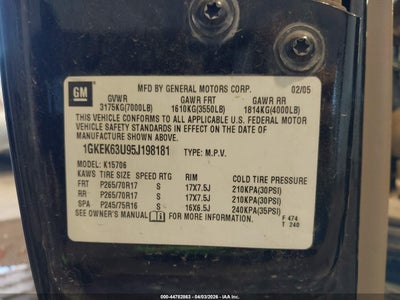 GM
MFD BY GENERAL MOTORS CORP. 02/05
GVWR GAWR FRT GAWR RR
3175KG(7000LB) 1610KG(3550LB) 1814KG(4000LB)
THIS VEHICLE CONFORMS TO ALL APPLICABLE U.S. FEDERAL MOTOR
VEHICLE SAFETY STANDARDS IN EFFECT ON THE DATE OF
MANUFACTURE SHOWN ABOVE.
1GKEK63U95J198181 TYPE: M.P.V.
MODEL: K15706
KAWS TIRE SIZE SPEED RTG RIM COLD TIRE PRESSURE
FRT P265/70R17 S 17X7.5J 210KPA(30PSI)
RR P265/70R17 S 17X7.5J 210KPA(30PSI)
SPA P245/75R16 S 16X6.5J 240KPA(35PSI)
SEE OWNER'S MANUAL FOR ADDITIONAL INFORMATION.
F 474
T 240
000-44782863 - 04/03/2026 - IAA Inc.